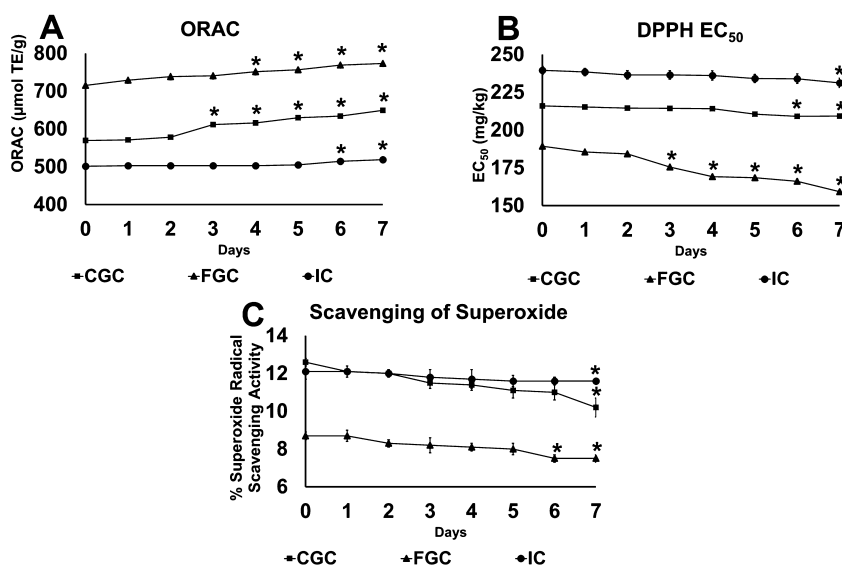 A
ORAC
ORAC (µmol TE/g)
800
700
600
500
400
* * * *
* * * * *
* *
0 1 2 3 4 5 6 7
Days
CGC FGC IC
B
DPPH EC50
EC50 (mg/kg)
250
225
200
175
150
*
* *
* * * * *
0 1 2 3 4 5 6 7
Days
CGC FGC IC
C
Scavenging of Superoxide
% Superoxide Radical
Scavenging Activity
14
12
10
8
6
*
*
* *
0 1 2 3 4 5 6 7
Days
CGC FGC IC